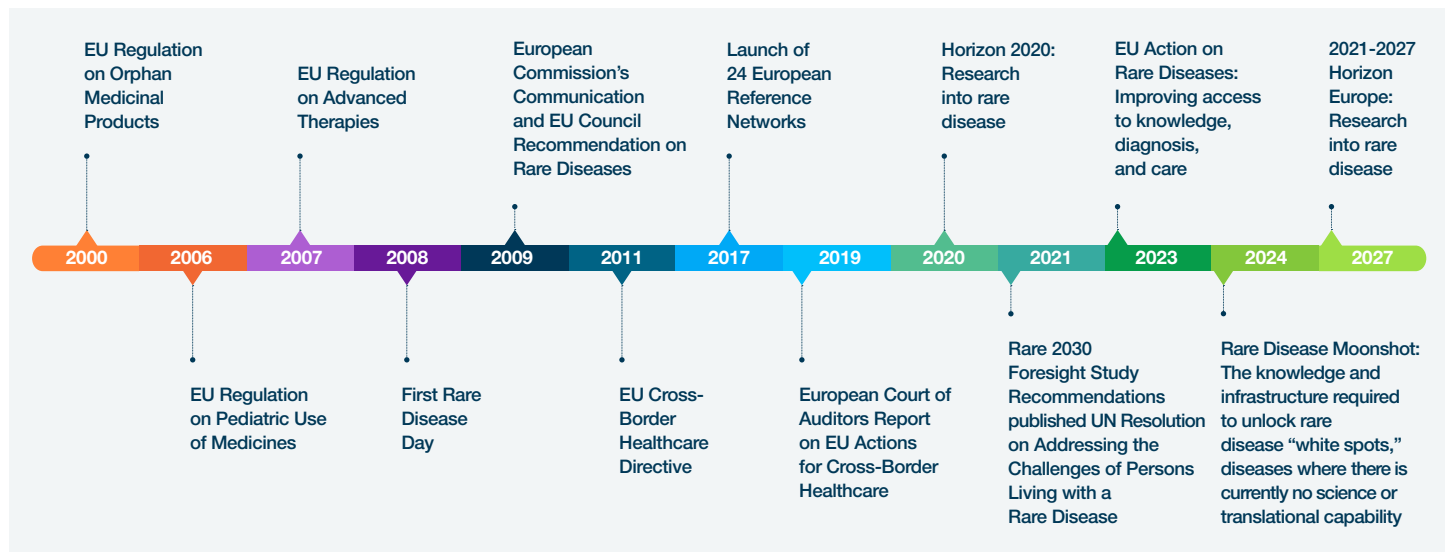 EU Regulation
on Orphan
Medicinal
Products
EU Regulation
on Advanced
Therapies
European
Commission's
Communication
and EU Council
Recommendation on
Rare Diseases
Launch of
24 European
Reference
Networks
Horizon 2020:
Research
into rare
disease
EU Action on
Rare Diseases:
Improving access
to knowledge,
diagnosis,
and care
2021-2027
Horizon
Europe:
Research
into rare
disease
2000 2006 2007 2008 2009 2011 2017 2019 2020 2021 2023 2024 2027
EU Regulation
on Pediatric Use
of Medicines
First Rare
Disease
Day
EU Cross-
Border
Healthcare
Directive
European Court of
Auditors Report
on EU Actions
for Cross-Border
Healthcare
Rare 2030
Foresight Study
Recommendations
published UN Resolution
on Addressing the
Challenges of Persons
Living with a
Rare Disease
Rare Disease Moonshot:
The knowledge and
infrastructure required
to unlock rare
disease “white spots,”
diseases where there is
currently no science or
translational capability